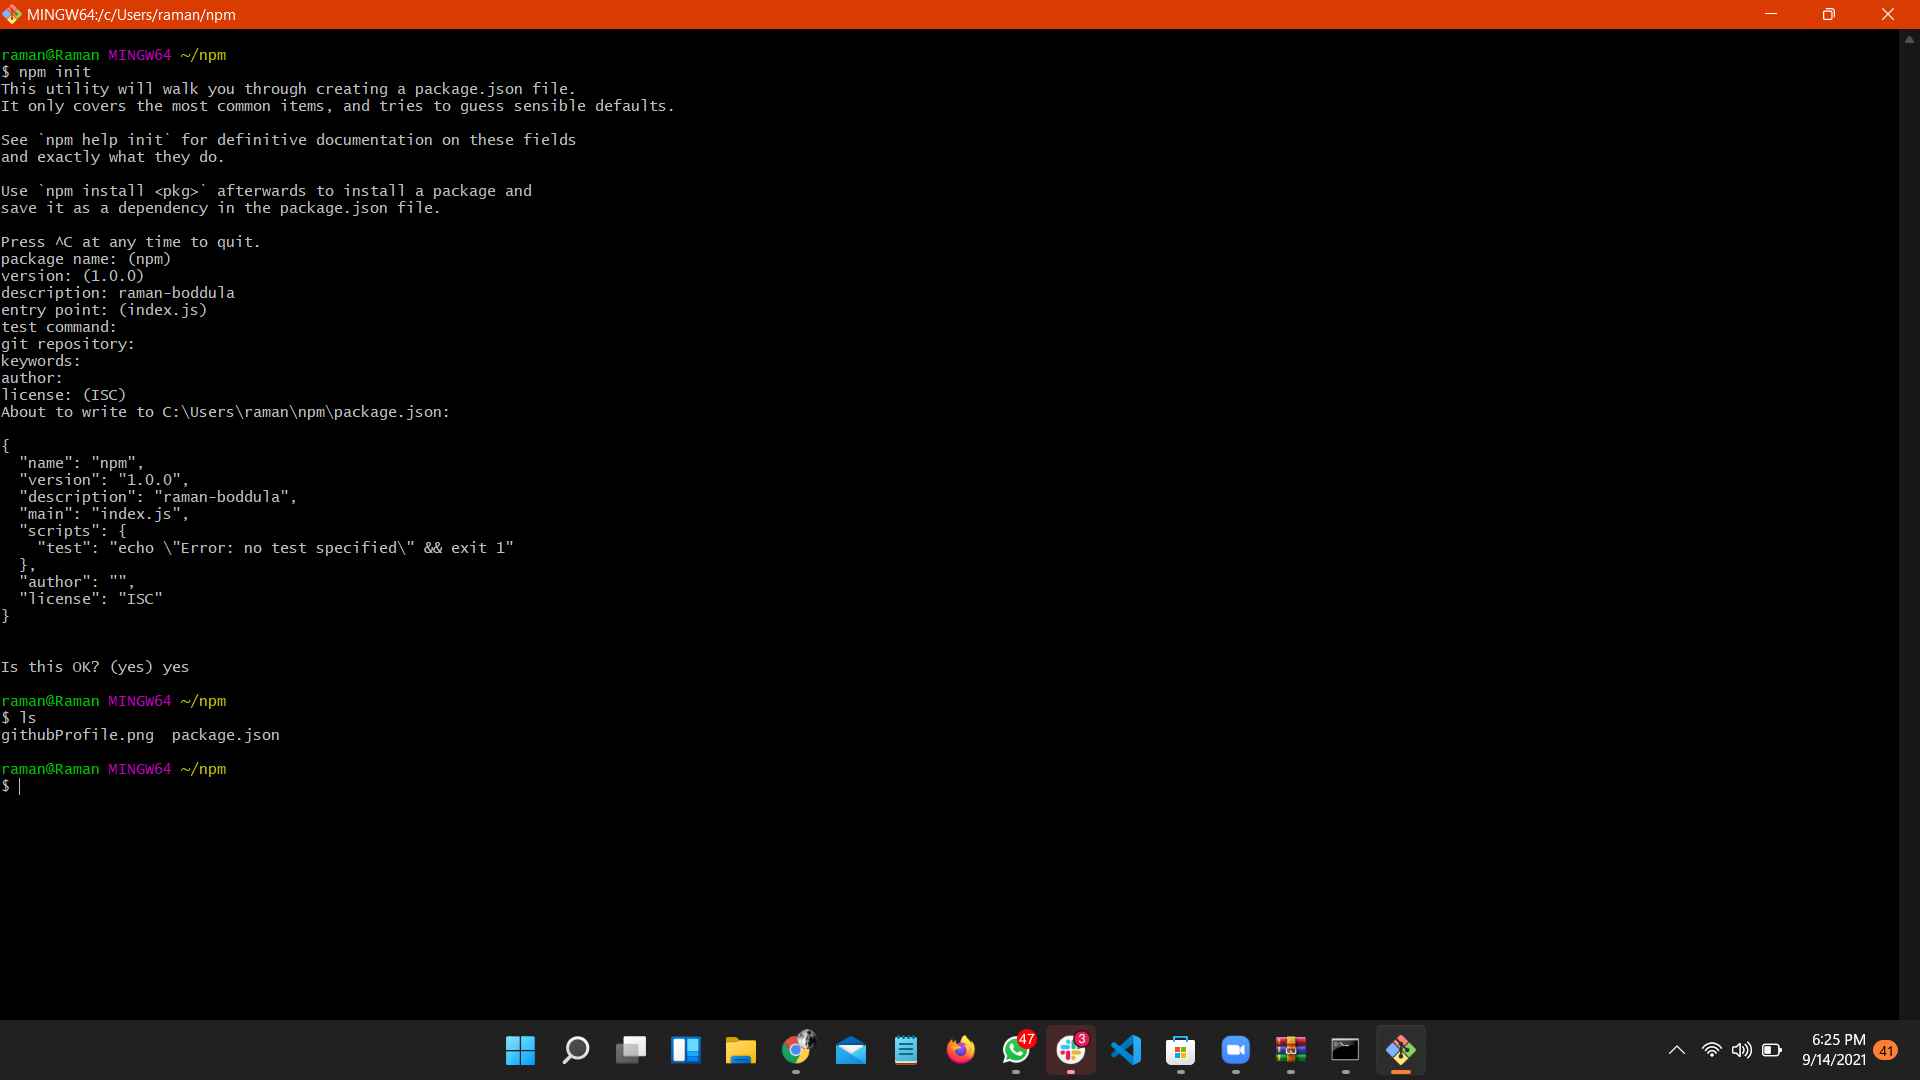 MINGW64:/c/Users/raman/npm
raman@Raman MINGW64 ~/npm
$ npm init
This utility will walk you through creating a package.json file.
It only covers the most common items, and tries to guess sensible defaults.
See `npm help init` for definitive documentation on these fields
and exactly what they do.
Use `npm install <pkg>` afterwards to install a package and
save it as a dependency in the package.json file.
Press ^C at any time to quit.
package name: (npm)
version: (1.0.0)
description: raman-boddula
entry point: (index.js)
test command:
git repository:
keywords:
author:
license: (ISC)
About to write to C:\Users\raman\npm\package.json:
{
  "name": "npm",
  "version": "1.0.0",
  "description": "raman-boddula",
  "main": "index.js",
  "scripts": {
    "test": "echo \"Error: no test specified\" && exit 1"
  },
  "author": "",
  "license": "ISC"
}
Is this OK? (yes) yes
raman@Raman MINGW64 ~/npm
$ ls
githubProfile.png  package.json
raman@Raman MINGW64 ~/npm
$
47
3
6:25 PM
9/14/2021
41